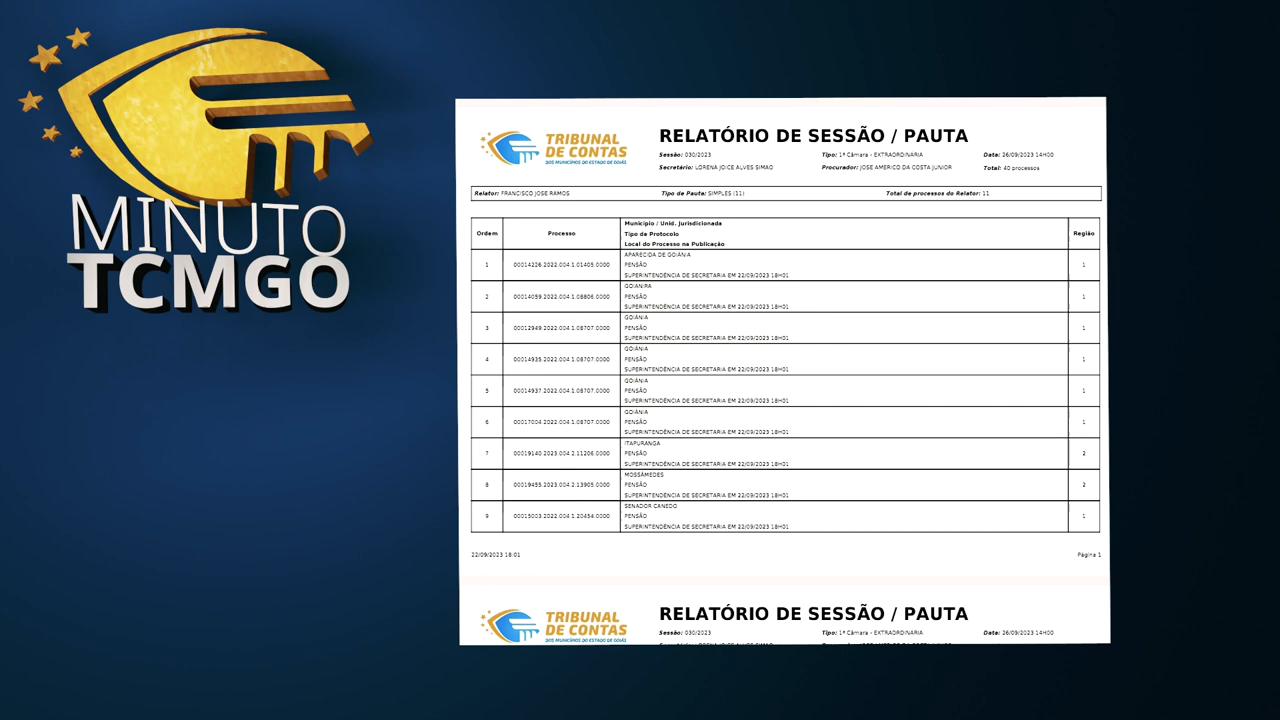 MINUTO
TCMGO
TRIBUNAL
DE CONTAS
DOS MUNICÍPIOS DO ESTADO DE GOIÁS
RELATÓRIO DE SESSÃO / PAUTA
Sessão: 030/2023 Tipo: 1ª Câmara - EXTRAORDINÁRIA Data: 26/09/2023 14H00
Secretário: LORENA JOICE ALVES SIMAO Procurador: JOSE AMERICO DA COSTA JUNIOR Total: 40 processos
Relator: FRANCISCO JOSE RAMOS Tipo de Pauta: SIMPLES (11) Total de processos do Relator: 11
Ordem Processo Município / Unid. Jurisdicionada Região
Tipo de Protocolo
Local do Processo na Publicação
APARECIDA DE GOIANIA
1 00014226.2022.004.1.01405.0000 PENSÃO 1
SUPERINTENDÊNCIA DE SECRETARIA EM 22/09/2023 18H01
GOIANIRA
2 00014059.2022.004.1.08806.0000 PENSÃO 1
SUPERINTENDÊNCIA DE SECRETARIA EM 22/09/2023 18H01
GOIÂNIA
3 00012949.2022.004.1.08707.0000 PENSÃO 1
SUPERINTENDÊNCIA DE SECRETARIA EM 22/09/2023 18H01
GOIÂNIA
4 00014935.2022.004.1.08707.0000 PENSÃO 1
SUPERINTENDÊNCIA DE SECRETARIA EM 22/09/2023 18H01
GOIÂNIA
5 00014937.2022.004.1.08707.0000 PENSÃO 1
SUPERINTENDÊNCIA DE SECRETARIA EM 22/09/2023 18H01
GOIÂNIA
6 00017004.2022.004.1.08707.0000 PENSÃO 1
SUPERINTENDÊNCIA DE SECRETARIA EM 22/09/2023 18H01
ITAPURANGA
7 00019140.2023.004.2.11206.0000 PENSÃO 2
SUPERINTENDÊNCIA DE SECRETARIA EM 22/09/2023 18H01
MOSSÂMEDES
8 00019455.2023.004.2.13905.0000 PENSÃO 2
SUPERINTENDÊNCIA DE SECRETARIA EM 22/09/2023 18H01
SENADOR CANEDO
9 00015003.2022.004.1.20454.0000 PENSÃO 1
SUPERINTENDÊNCIA DE SECRETARIA EM 22/09/2023 18H01
22/09/2023 18:01 Página 1
TRIBUNAL
DE CONTAS
DOS MUNICÍPIOS DO ESTADO DE GOIÁS
RELATÓRIO DE SESSÃO / PAUTA
Sessão: 030/2023 Tipo: 1ª Câmara - EXTRAORDINÁRIA Data: 26/09/2023 14H00